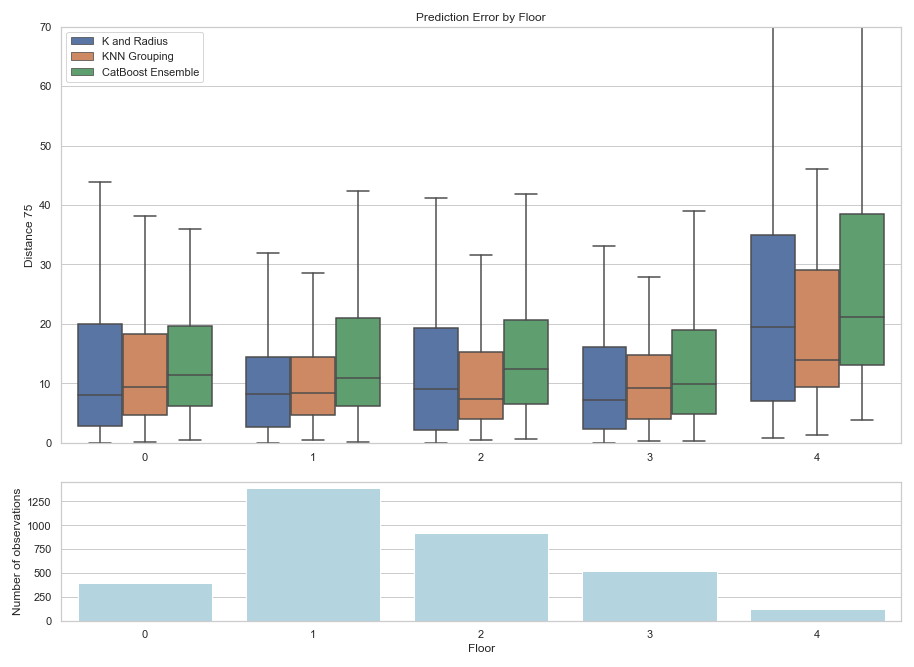 Prediction Error by Floor
K and Radius
KNN Grouping
CatBoost Ensemble
Distance 75
70
60
50
40
30
20
10
0
0 1 2 3 4
Number of observations
1250
1000
750
500
250
0
0 1 2 3 4
Floor